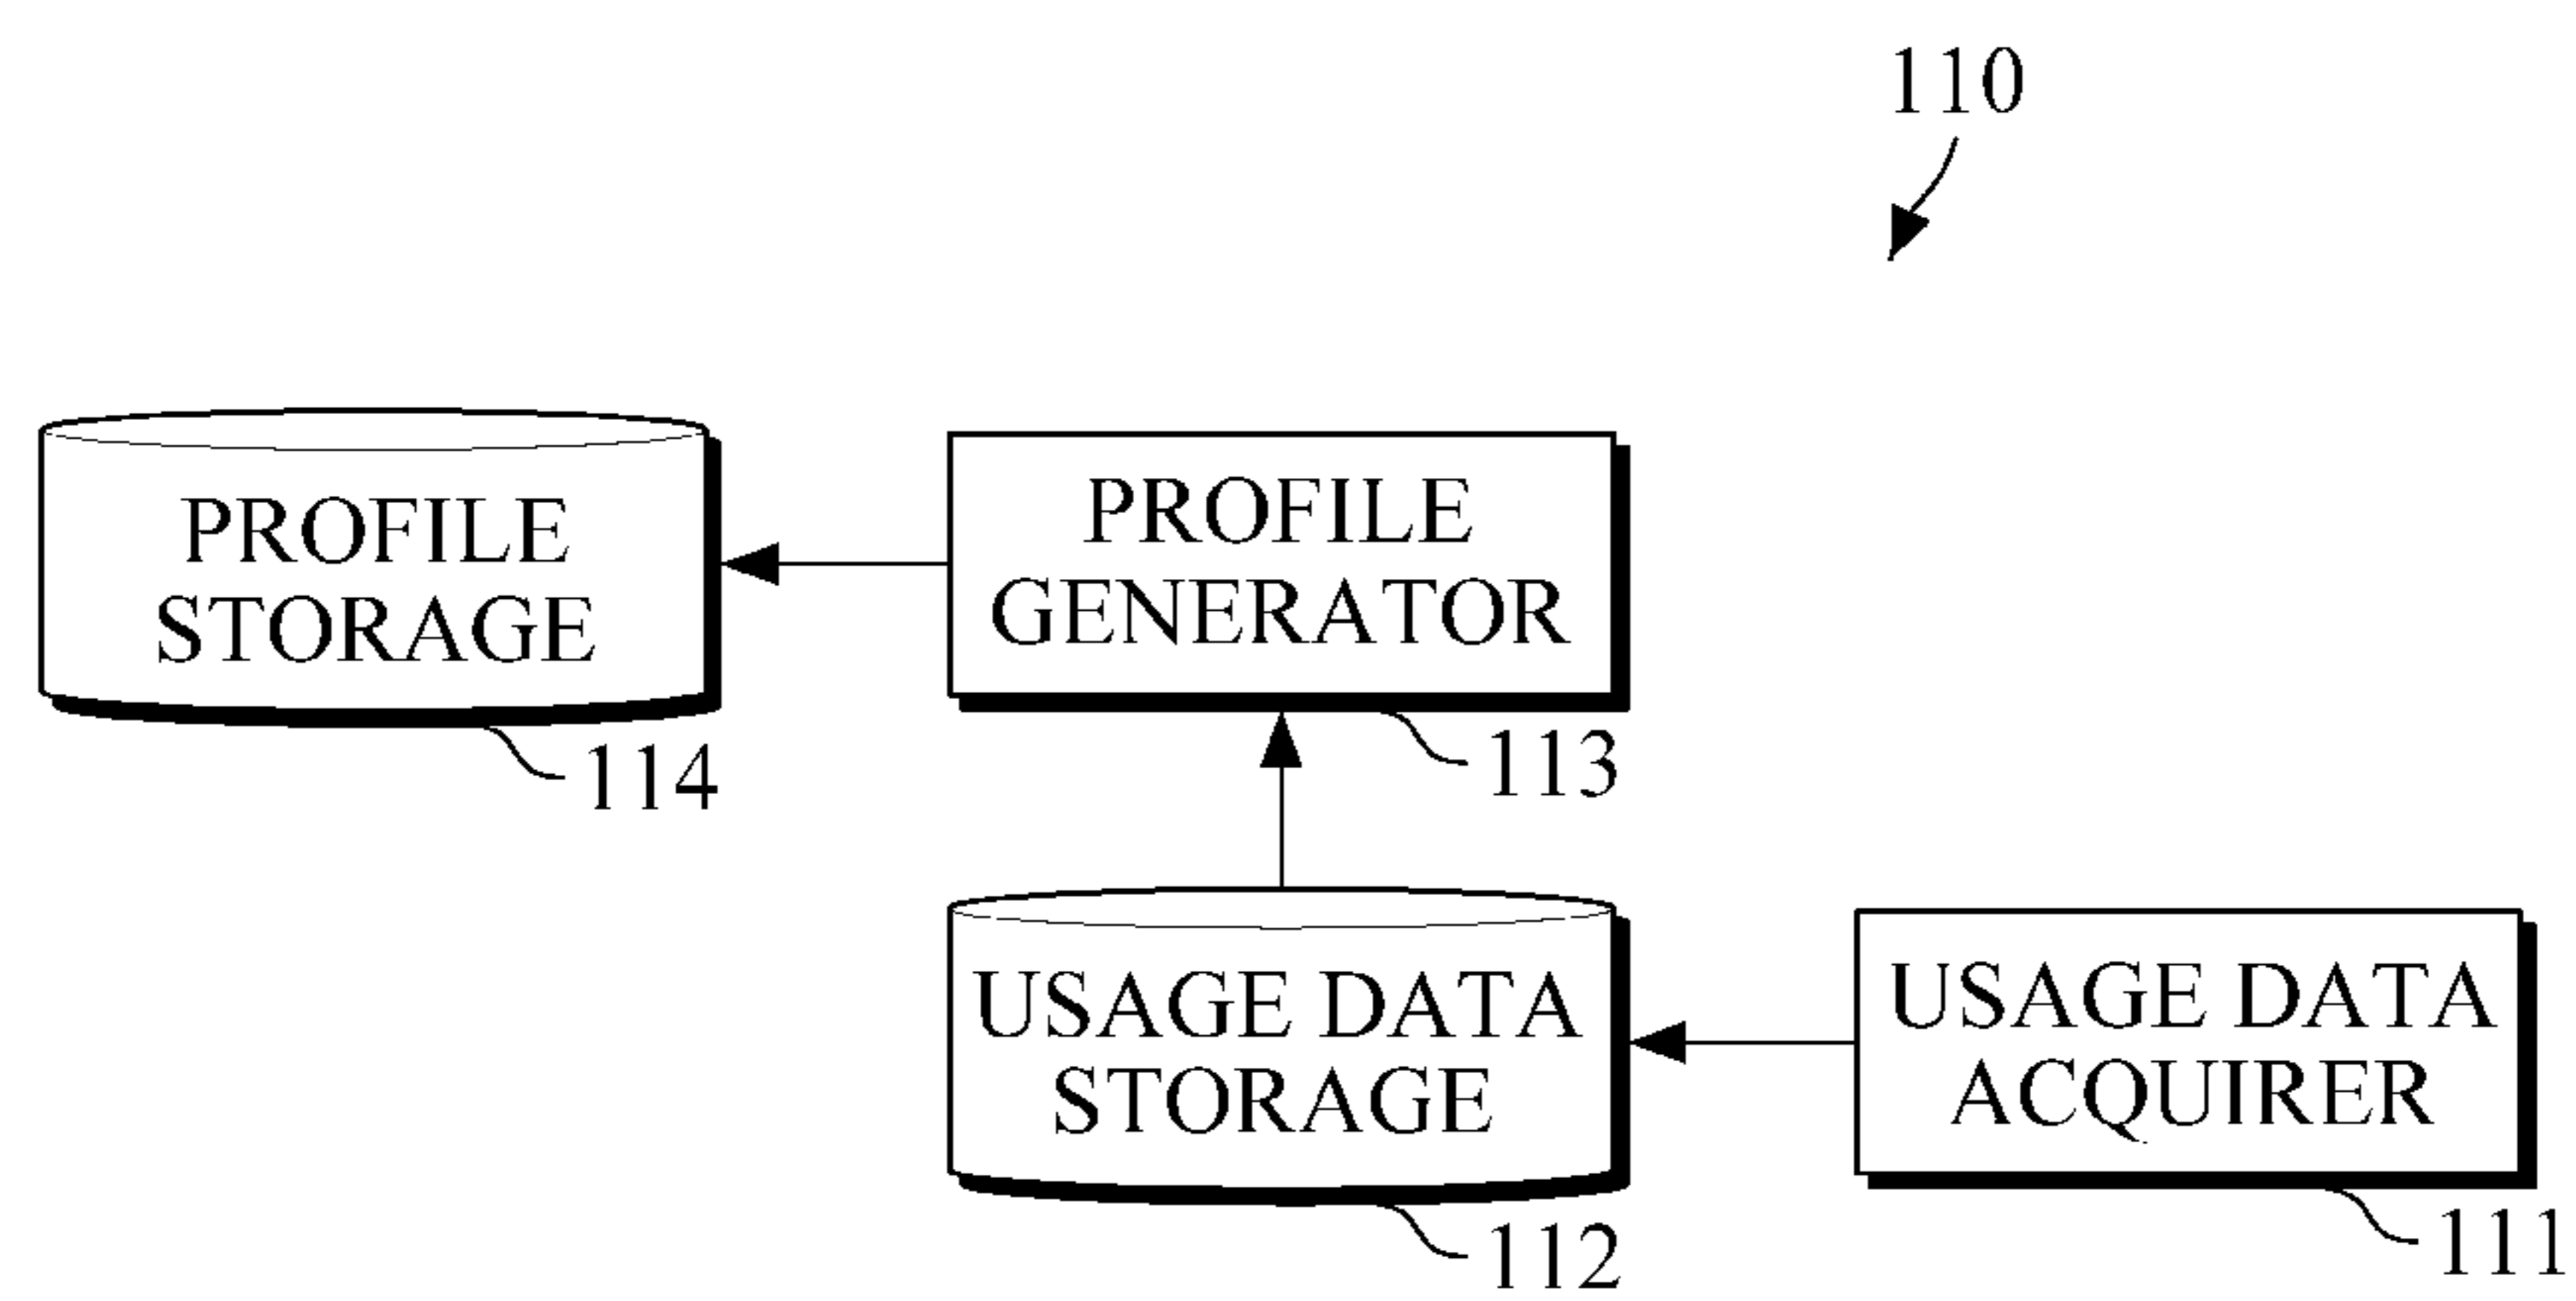 110
PROFILE
STORAGE
114
PROFILE
GENERATOR
113
USAGE DATA
STORAGE
112
USAGE DATA
ACQUIRER
111